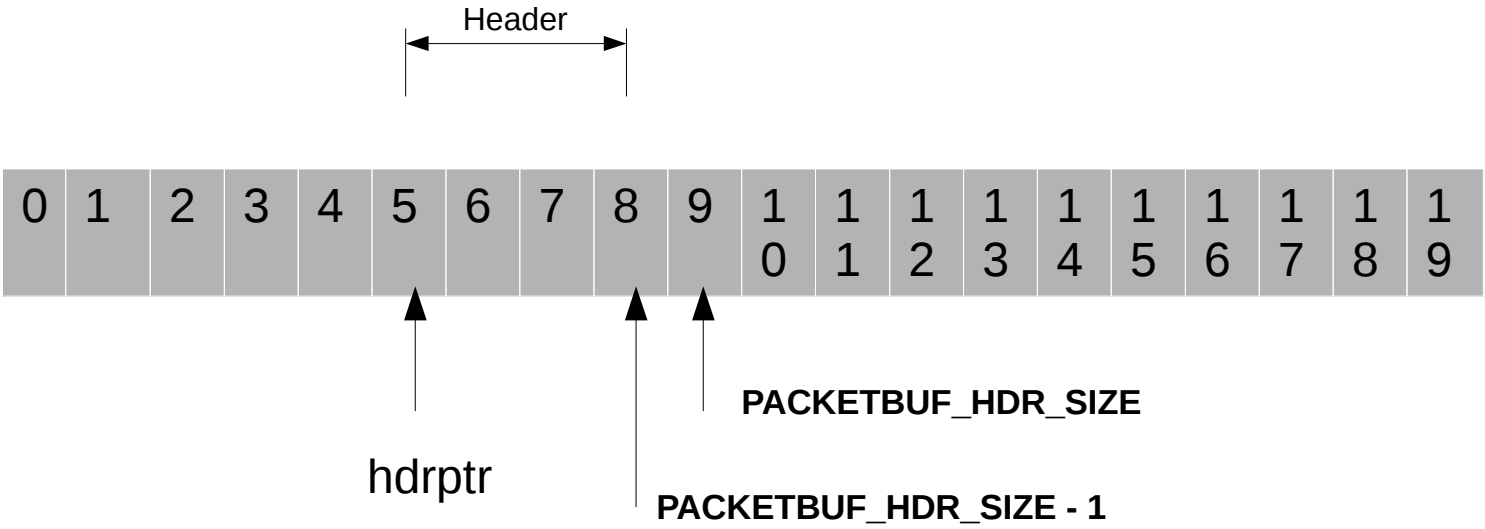 Header
0 1 2 3 4 5 6 7 8 9 1 1 1 1 1 1 1 1 1 1
0 1 2 3 4 5 6 7 8 9
PACKETBUF_HDR_SIZE
hdrptr
PACKETBUF_HDR_SIZE - 1